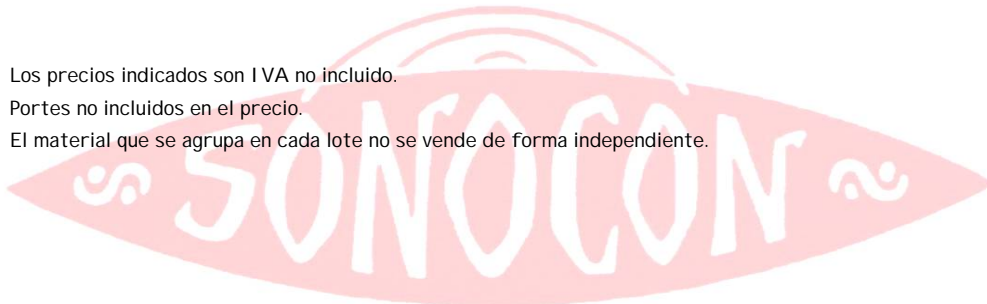 Los precios indicados son IVA no incluido.
Portes no incluidos en el precio.
El material que se agrupa en cada lote no se vende de forma independiente.
SONOCON